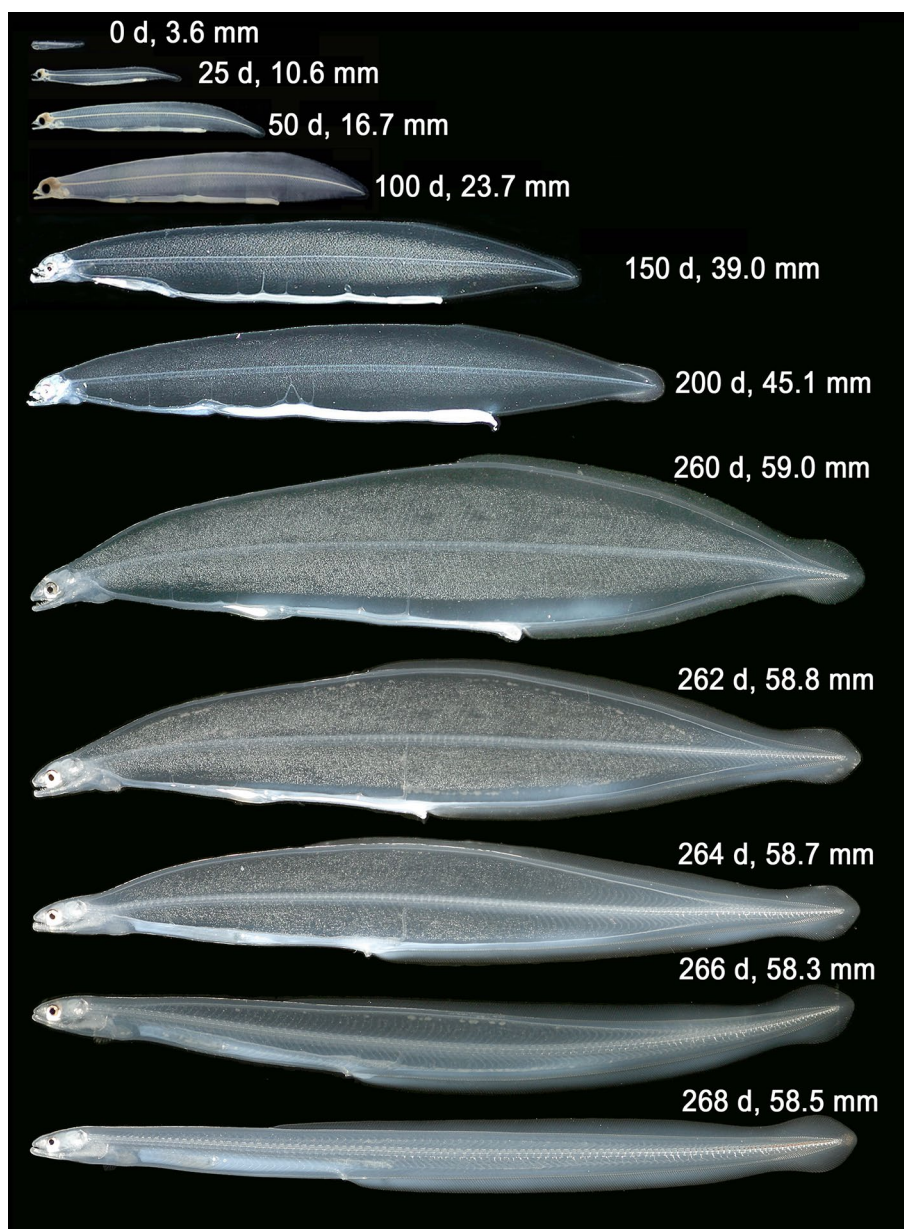 0 d, 3.6 mm
25 d, 10.6 mm
50 d, 16.7 mm
100 d, 23.7 mm
150 d, 39.0 mm
200 d, 45.1 mm
260 d, 59.0 mm
262 d, 58.8 mm
264 d, 58.7 mm
266 d, 58.3 mm
268 d, 58.5 mm